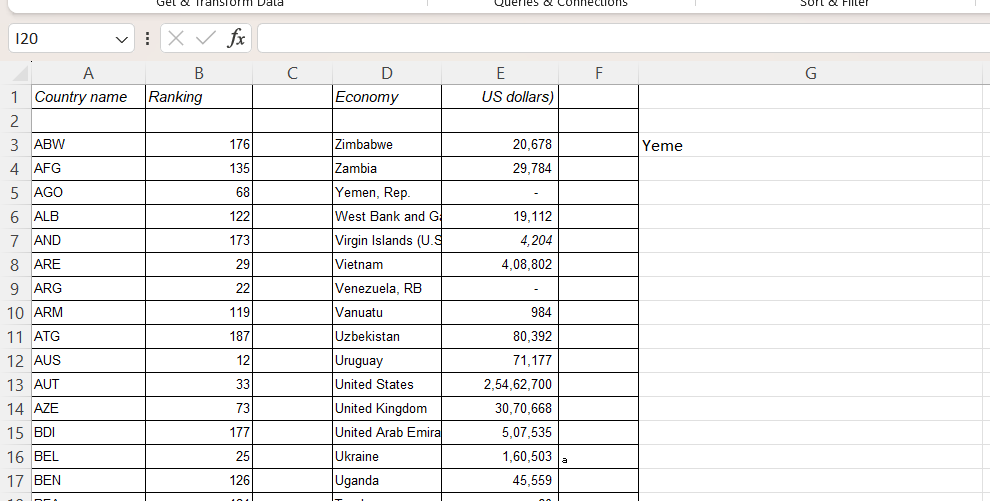 Get & Transform Data Queries & Connections Sort & Filter
I20 fx
A B C D E F G
1 Country name Ranking Economy US dollars)
2
3 ABW 176 Zimbabwe 20,678 Yeme
4 AFG 135 Zambia 29,784
5 AGO 68 Yemen, Rep. -
6 ALB 122 West Bank and Ga 19,112
7 AND 173 Virgin Islands (U.S 4,204
8 ARE 29 Vietnam 4,08,802
9 ARG 22 Venezuela, RB -
10 ARM 119 Vanuatu 984
11 ATG 187 Uzbekistan 80,392
12 AUS 12 Uruguay 71,177
13 AUT 33 United States 2,54,62,700
14 AZE 73 United Kingdom 30,70,668
15 BDI 177 United Arab Emira 5,07,535
16 BEL 25 Ukraine 1,60,503 a
17 BEN 126 Uganda 45,559